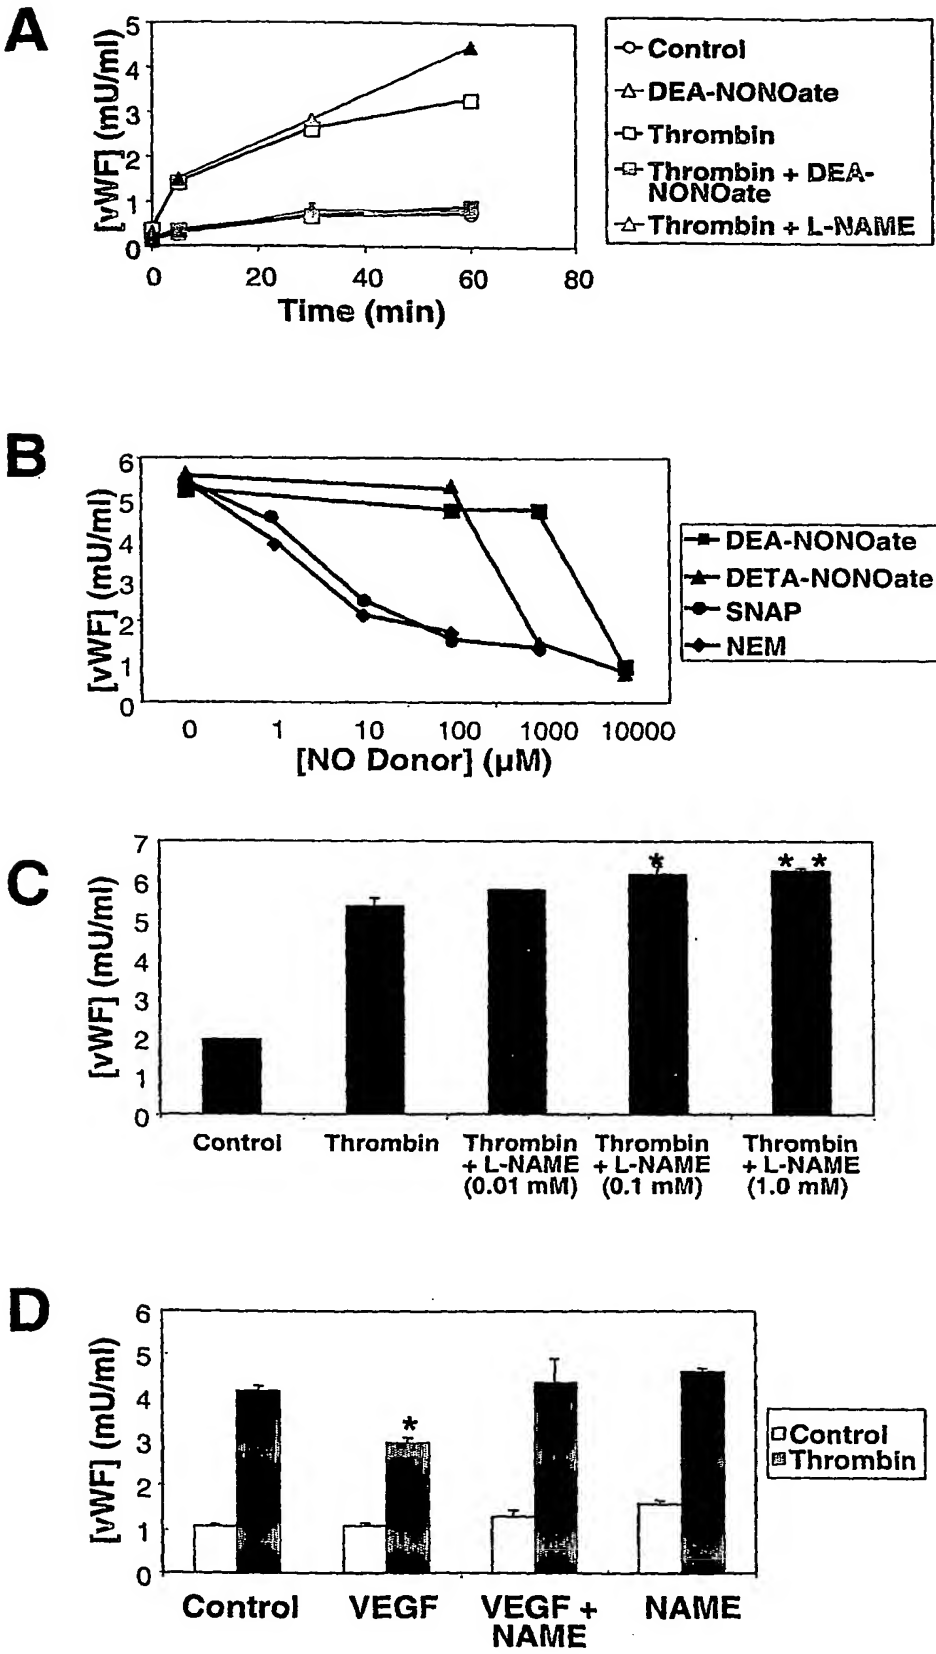 A
[vWF] (mU/ml)
5
4
3
2
1
0
0 20 40 60 80
Time (min)
Control
DEA-NONOate
Thrombin
Thrombin + DEA-
NONOate
Thrombin + L-NAME
B
[vWF] (mU/ml)
6
5
4
3
2
1
0
0 1 10 100 1000 10000
[NO Donor] (µM)
DEA-NONOate
DETA-NONOate
SNAP
NEM
C
[vWF] (mU/ml)
7
6
5
4
3
2
1
0
* * *
Control Thrombin Thrombin Thrombin Thrombin
+ L-NAME + L-NAME + L-NAME
(0.01 mM) (0.1 mM) (1.0 mM)
D
[vWF] (mU/ml)
6
5
4
3
2
1
0
*
Control VEGF VEGF + NAME
NAME
Control
Thrombin